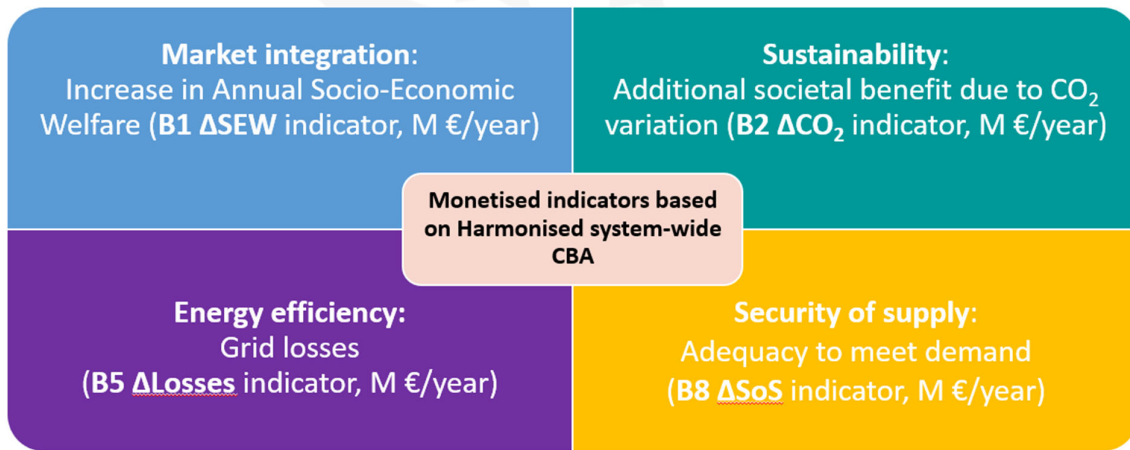 Market integration:
Increase in Annual Socio-Economic
Welfare (B1 ΔSEW indicator, M €/year)
Sustainability:
Additional societal benefit due to CO₂
variation (B2 ΔCO₂ indicator, M €/year)
Monetised indicators based
on Harmonised system-wide
CBA
Energy efficiency:
Grid losses
(B5 ΔLosses indicator, M €/year)
Security of supply:
Adequacy to meet demand
(B8 ΔSoS indicator, M €/year)